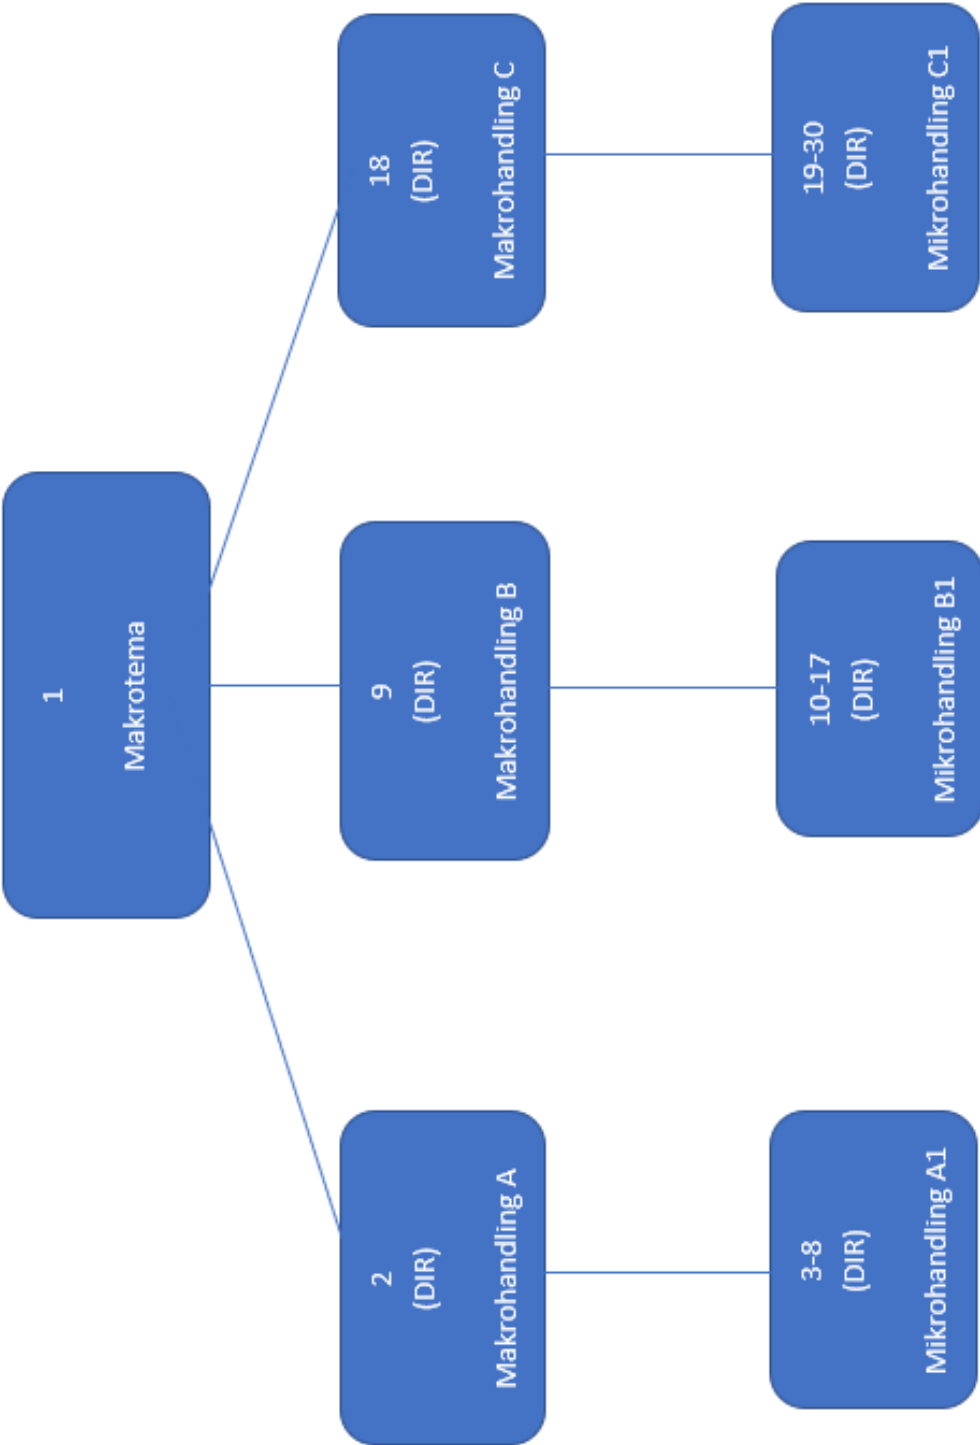 1
Makrotema
2
(DIR)
Makrohandling A
9
(DIR)
Makrohandling B
18
(DIR)
Makrohandling C
3-8
(DIR)
Mikrohandling A1
10-17
(DIR)
Mikrohandling B1
19-30
(DIR)
Mikrohandling C1